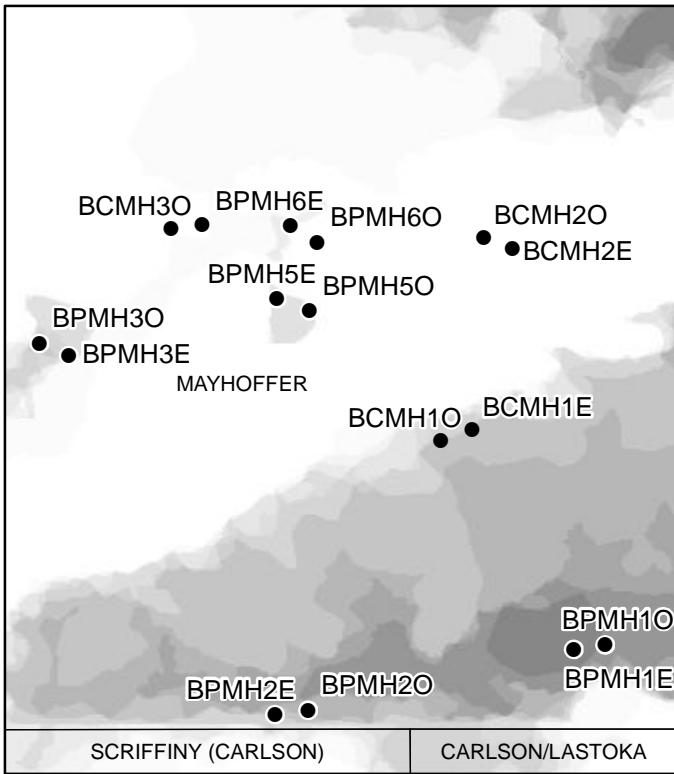 BCMH3O
BPMH6E
BPMH6O
BCMH2O
BCMH2E
BPMH5E
BPMH5O
BPMH3O
BPMH3E
MAYHOFFER
BCMH1O
BCMH1E
BPMH1O
BPMH1E
BPMH2E
BPMH2O
SCRIFFINY (CARLSON)
CARLSON/LASTOKA